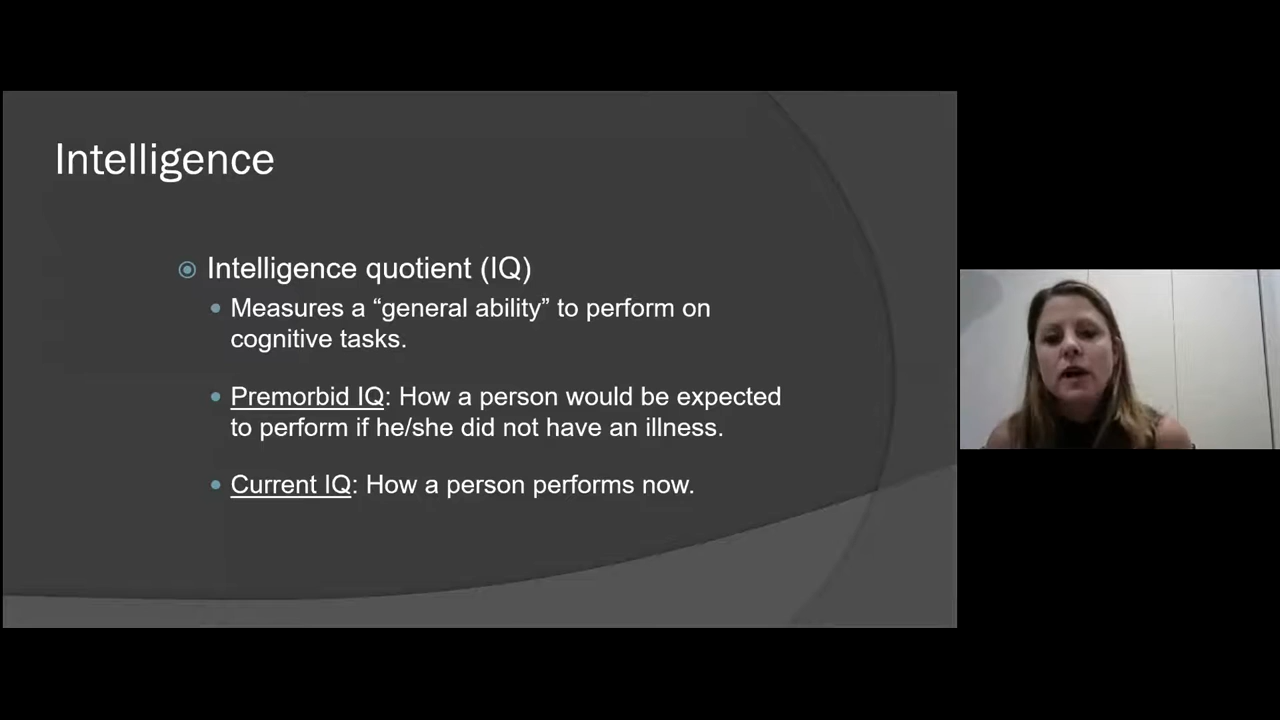 Intelligence
Intelligence quotient (IQ)
Measures a “general ability” to perform on
cognitive tasks.
Premorbid IQ: How a person would be expected
to perform if he/she did not have an illness.
Current IQ: How a person performs now.